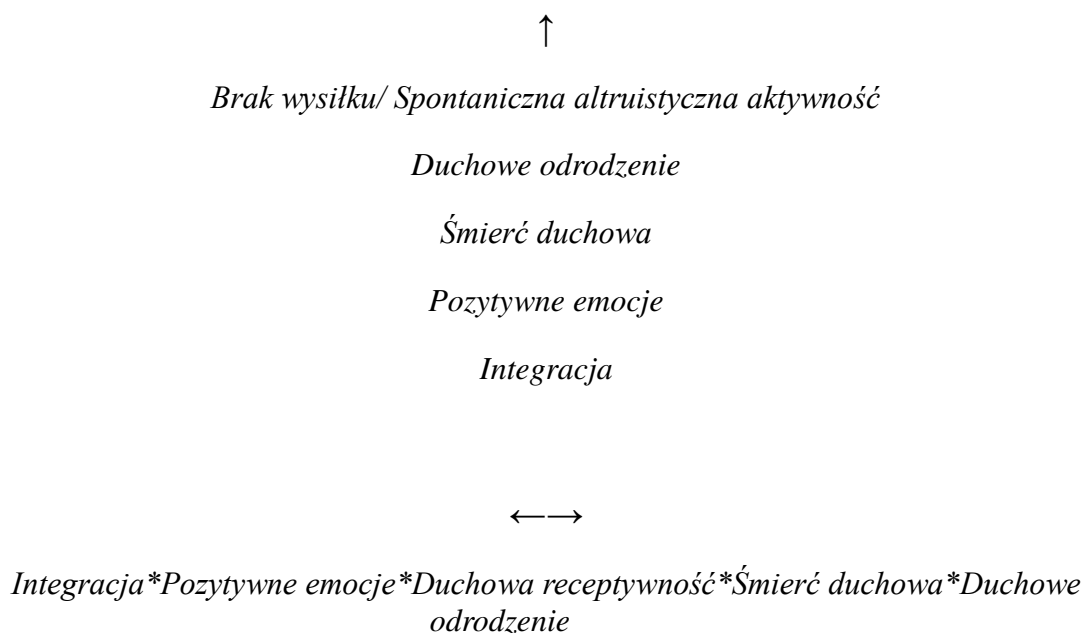 ↑
Brak wysiłku/ Spontaniczna altruistyczna aktywność
Duchowe odrodzenie
Śmierć duchowa
Pozytywne emocje
Integracja
←→
Integracja*Pozytywne emocje*Duchowa receptywność*Śmierć duchowa*Duchowe
odrodzenie